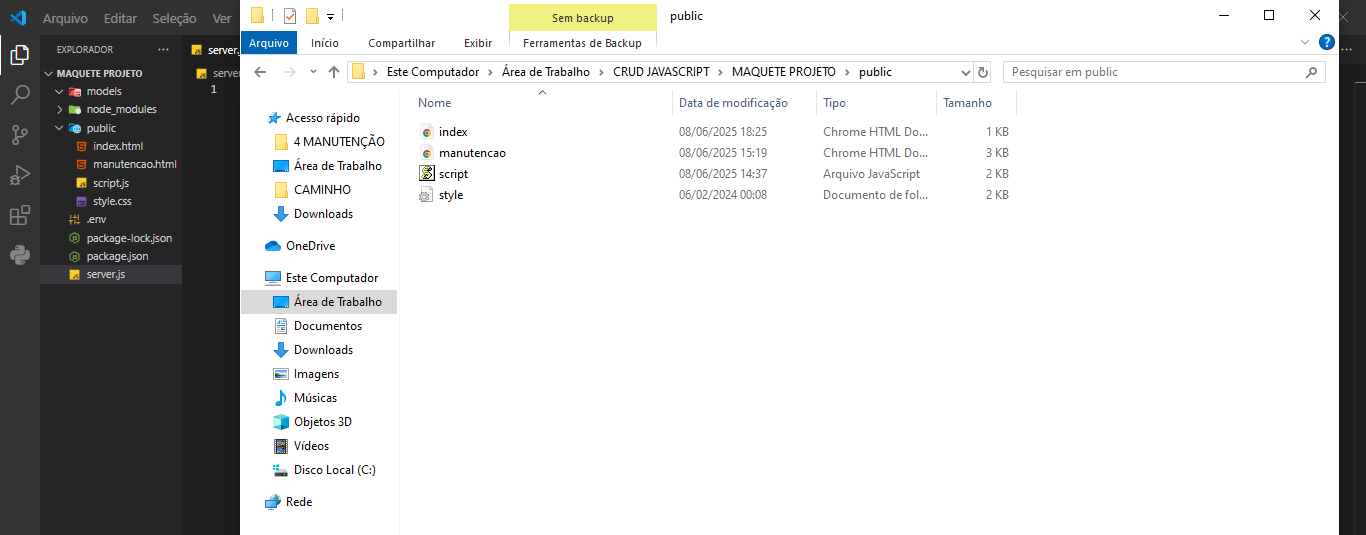 Arquivo Editar Seleção Ver
EXPLORADOR ...
MAQUETE PROJETO
models
node_modules
public
index.html
manutencao.html
script.js
style.css
.env
package-lock.json
package.json
server.js
server.
server
1
Sem backup public
Arquivo Início Compartilhar Exibir Ferramentas de Backup
Este Computador > Área de Trabalho > CRUD JAVASCRIPT > MAQUETE PROJETO > public
Pesquisar em public
Acesso rápido
4 MANUTENÇÃO
Área de Trabalho
CAMINHO
Downloads
OneDrive
Este Computador
Área de Trabalho
Documentos
Downloads
Imagens
Músicas
Objetos 3D
Vídeos
Disco Local (C:)
Rede
Nome Data de modificação Tipo Tamanho
index 08/06/2025 18:25 Chrome HTML Do... 1 KB
manutencao 08/06/2025 15:19 Chrome HTML Do... 3 KB
script 08/06/2025 14:37 Arquivo JavaScript 2 KB
style 06/02/2024 00:08 Documento de fol... 2 KB